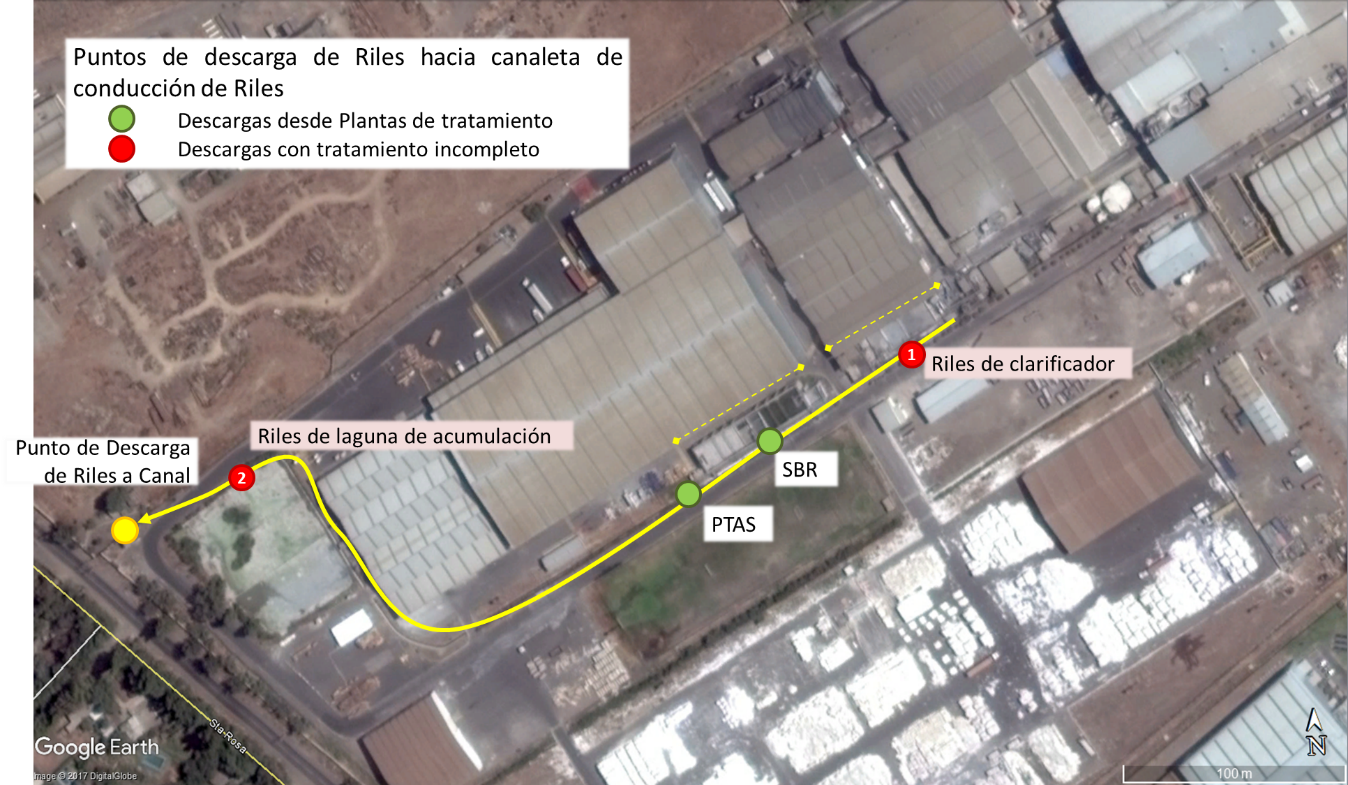 Puntos de descarga de Riles hacia canaleta de
conducción de Riles
Descargas desde Plantas de tratamiento
Descargas con tratamiento incompleto
1
Riles de clarificador
Riles de laguna de acumulación
Punto de Descarga
de Riles a Canal
2
SBR
PTAS
Sta-Rosa
Google Earth
Image © 2017 DigitalGlobe
N
100 m